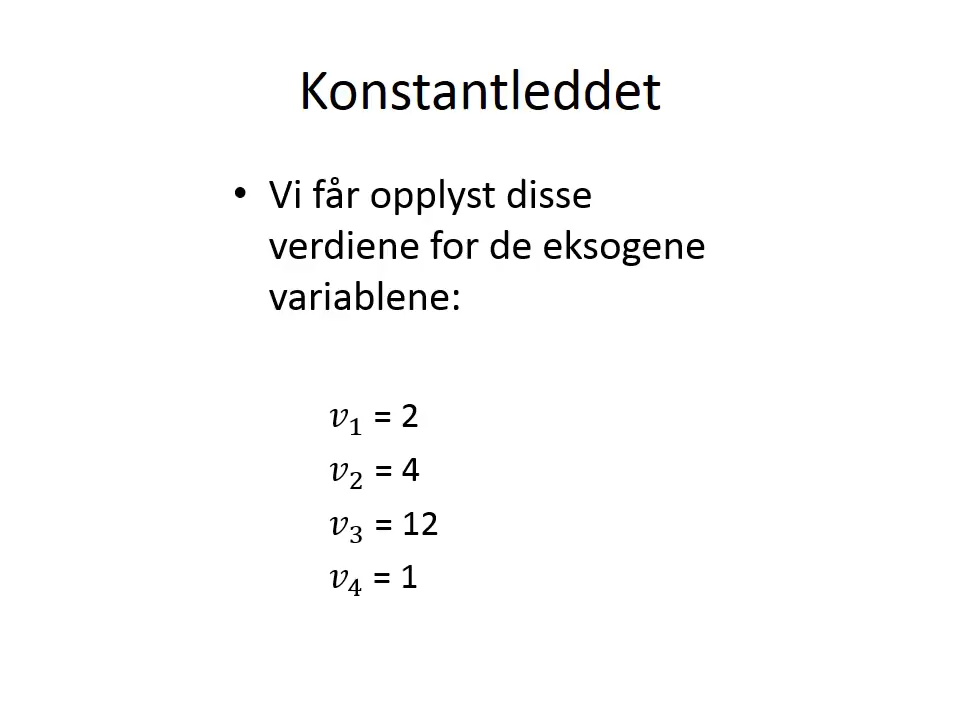 Konstantleddet
• Vi får opplyst disse
verdiene for de eksogene
variablene:
𝑣₁ = 2
𝑣₂ = 4
𝑣₃ = 12
𝑣₄ = 1